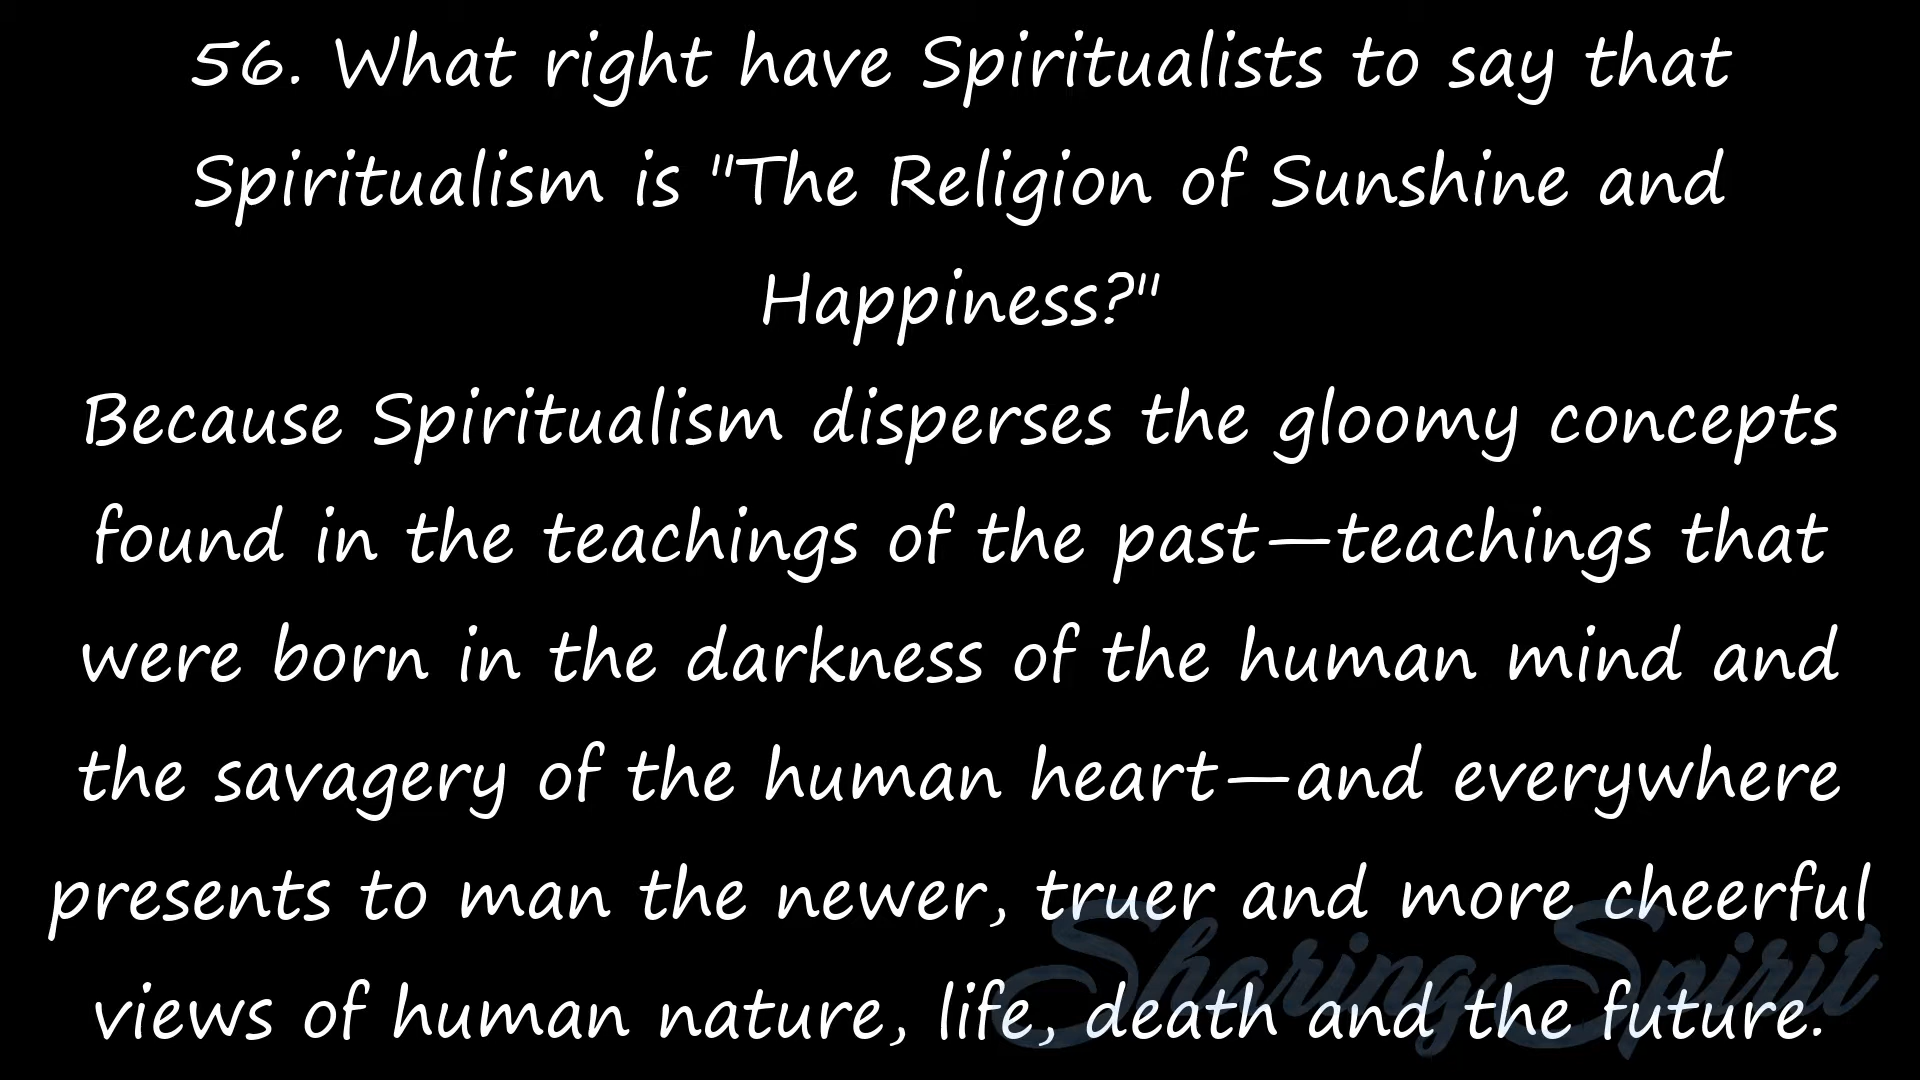 56. What right have Spiritualists to say that
Spiritualism is "The Religion of Sunshine and
Happiness?"
Because Spiritualism disperses the gloomy concepts
found in the teachings of the past—teachings that
were born in the darkness of the human mind and
the savagery of the human heart—and everywhere
presents to man the newer, truer and more cheerful
views of human nature, life, death and the future.
Sharing Spirit